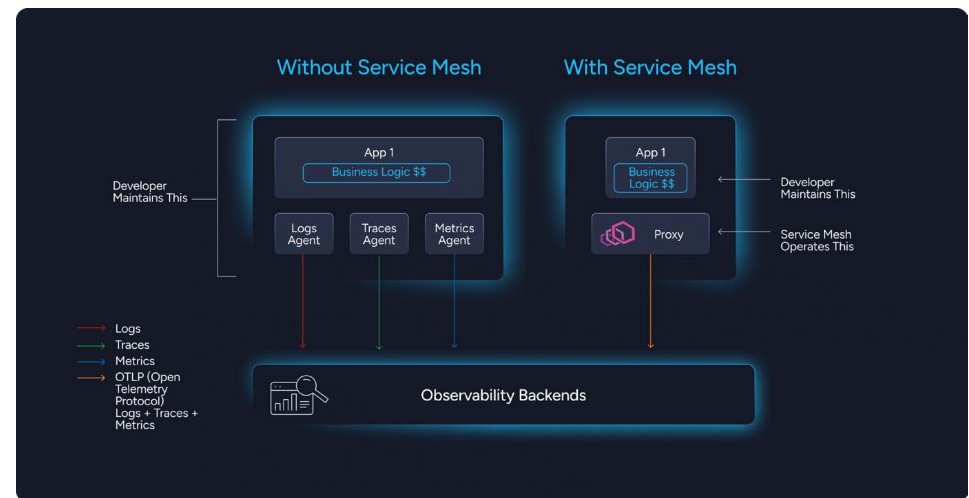 Without Service Mesh
With Service Mesh
App 1
Business Logic $$
Logs
Agent
Traces
Agent
Metrics
Agent
Developer
Maintains This
App 1
Business
Logic $$
Proxy
Developer
Maintains This
Service Mesh
Operates This
Logs
Traces
Metrics
OTLP (Open
Telemetry
Protocol)
Logs + Traces +
Metrics
Observability Backends